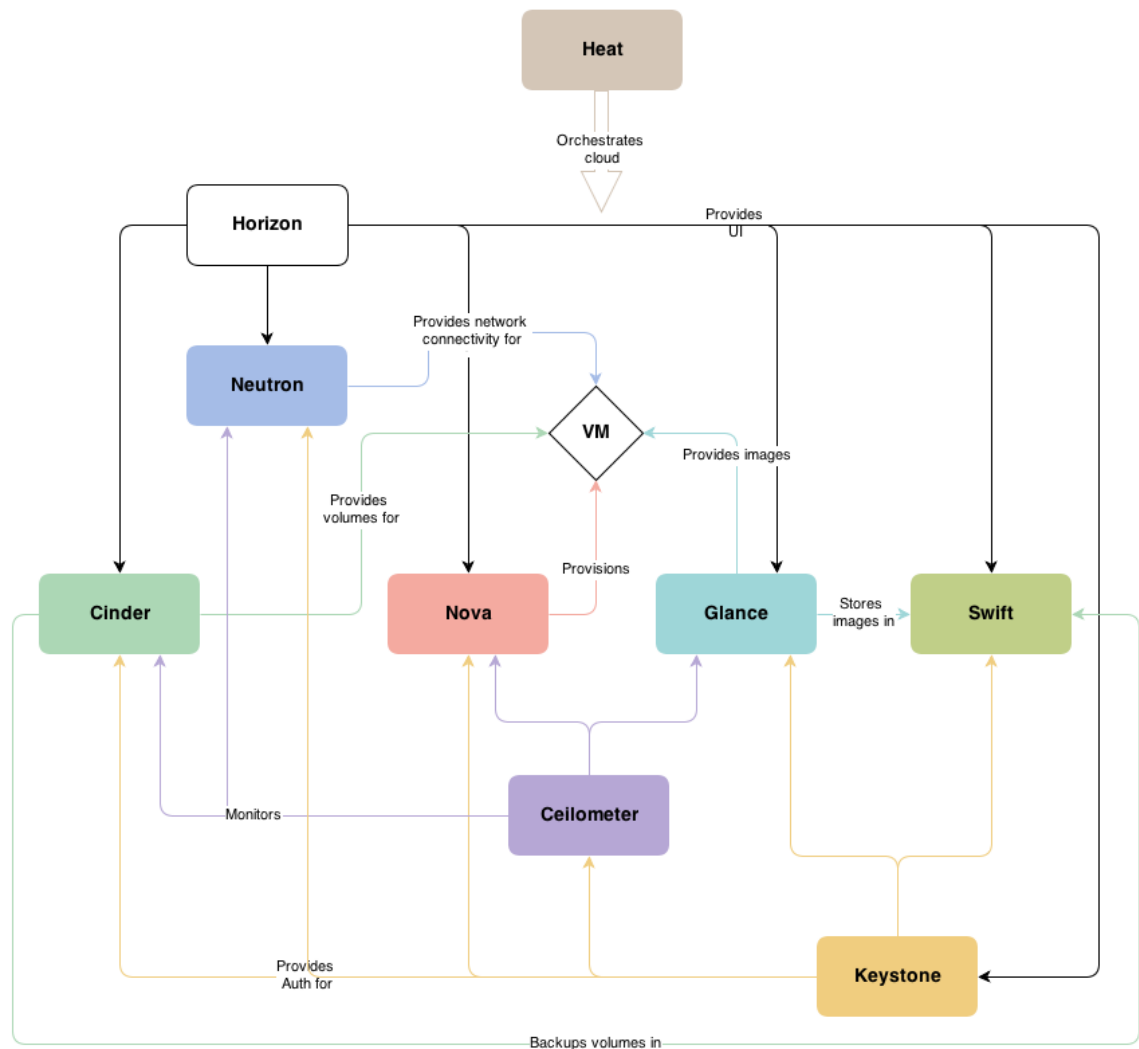 Heat
Orchestrates
cloud
Horizon
Provides
UI
Provides network
connectivity for
Neutron
VM
Provides images
Provides
volumes for
Provisions
Cinder
Nova
Glance
Stores
images in
Swift
Monitors
Ceilometer
Provides
Auth for
Keystone
Backups volumes in